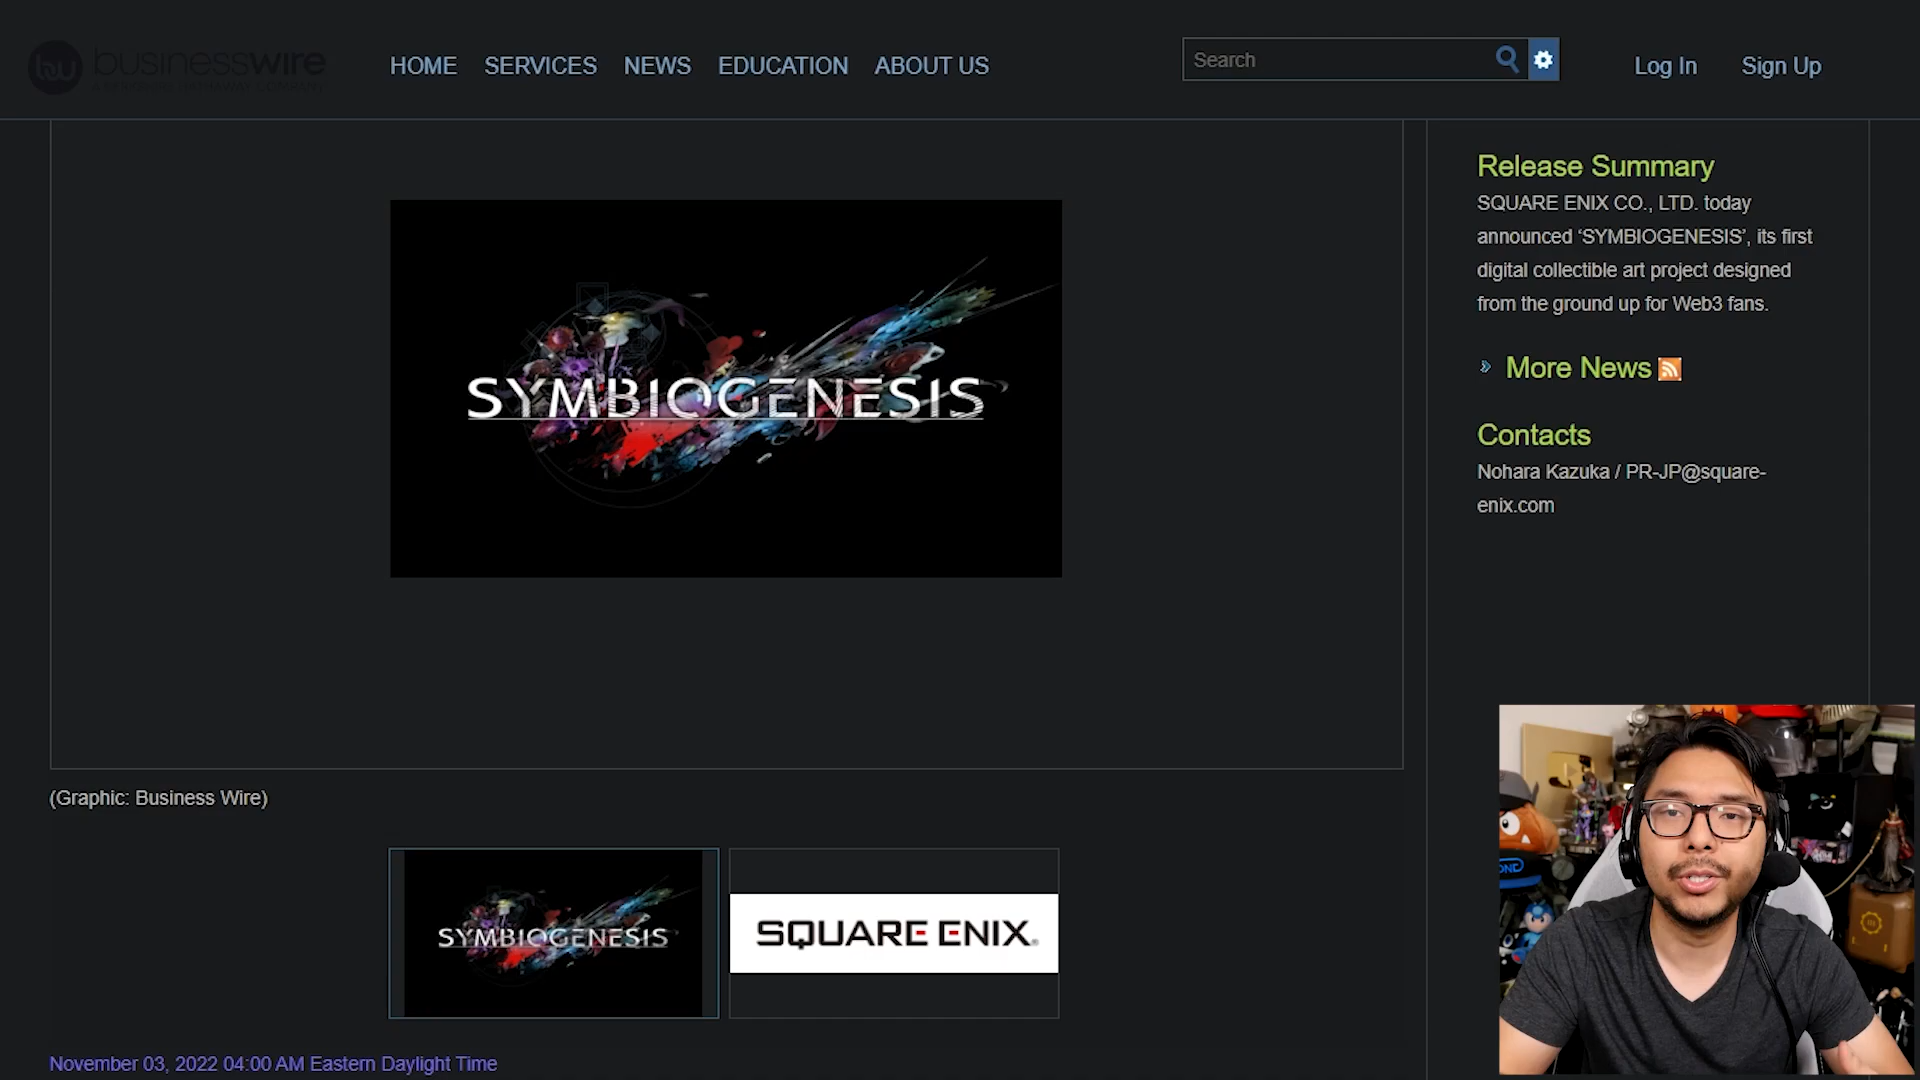 businesswire
HOME SERVICES NEWS EDUCATION ABOUT US
Search
Log In Sign Up
SYMBIOGENESIS
Release Summary
SQUARE ENIX CO., LTD. today
announced ‘SYMBIOGENESIS’, its first
digital collectible art project designed
from the ground up for Web3 fans.
» More News
Contacts
Nohara Kazuka / PR-JP@square-
enix.com
(Graphic: Business Wire)
SYMBIOGENESIS
SQUARE ENIX®
November 03, 2022 04:00 AM Eastern Daylight Time